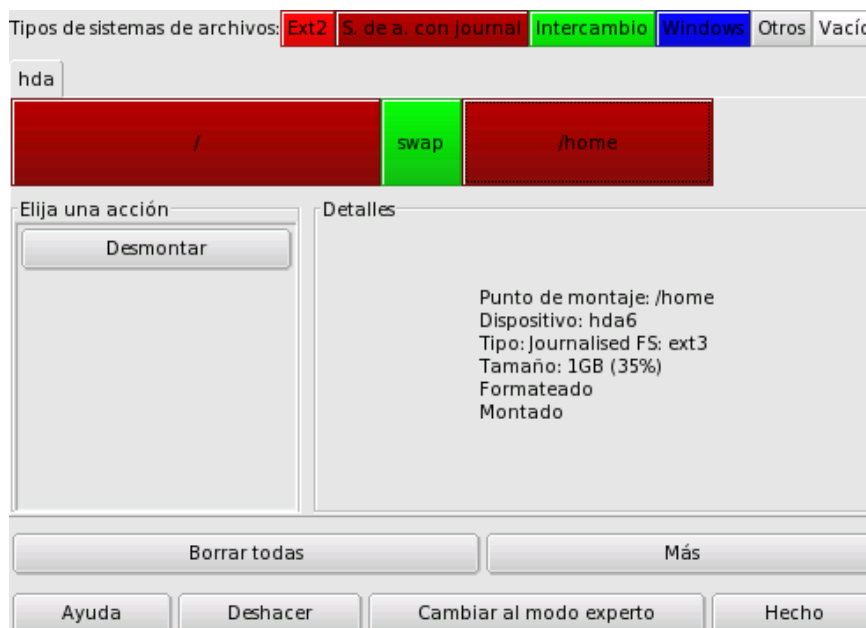 Tipos de sistemas de archivos: Ext2 S. de a. con journal Intercambio Windows Otros Vacío
hda
/ swap /home
Elija una acción
Desmontar
Detalles
Punto de montaje: /home
Dispositivo: hda6
Tipo: Journalised FS: ext3
Tamaño: 1GB (35%)
Formateado
Montado
Borrar todas Más
Ayuda Deshacer Cambiar al modo experto Hecho